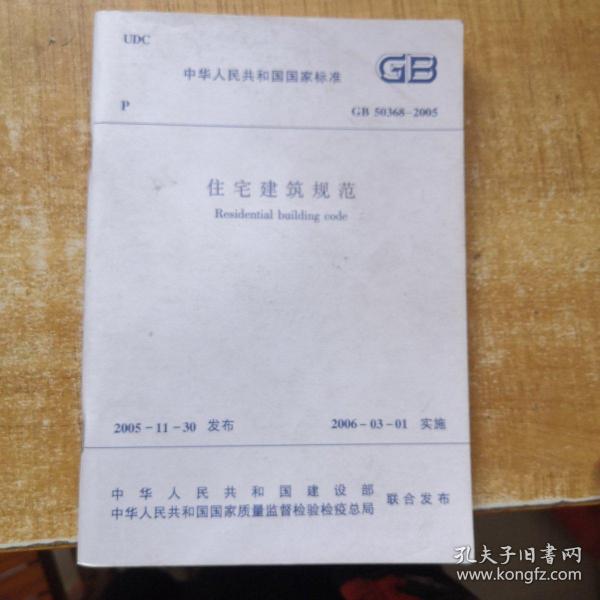 UDC
中华人民共和国国家标准
GB
P
GB 50368-2005
住宅建筑规范
Residential building code
2005-11-30 发布
2006-03-01 实施
中华人民共和国建设部
中华人民共和国国家质量监督检验检疫总局
联合发布
孔夫子旧书网
www.kongfz.com